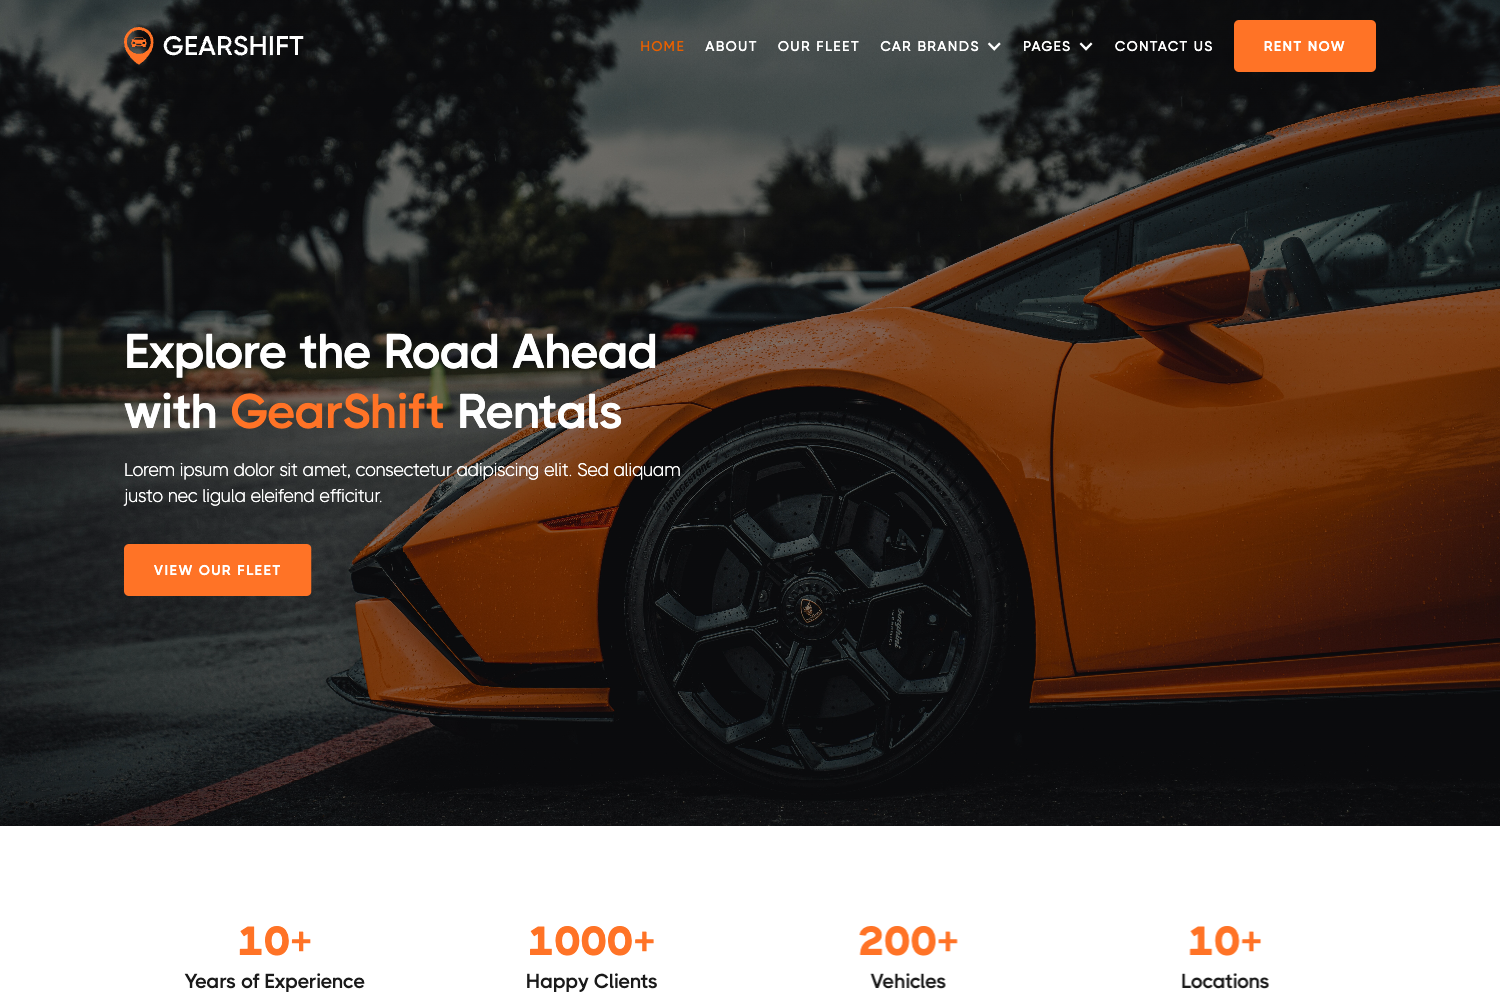 GEARSHIFT
HOME ABOUT OUR FLEET CAR BRANDS PAGES CONTACT US RENT NOW
Explore the Road Ahead
with GearShift Rentals
Lorem ipsum dolor sit amet, consectetur adipiscing elit. Sed aliquam
justo nec ligula eleifend efficitur.
VIEW OUR FLEET
10+ 1000+ 200+ 10+
Years of Experience Happy Clients Vehicles Locations